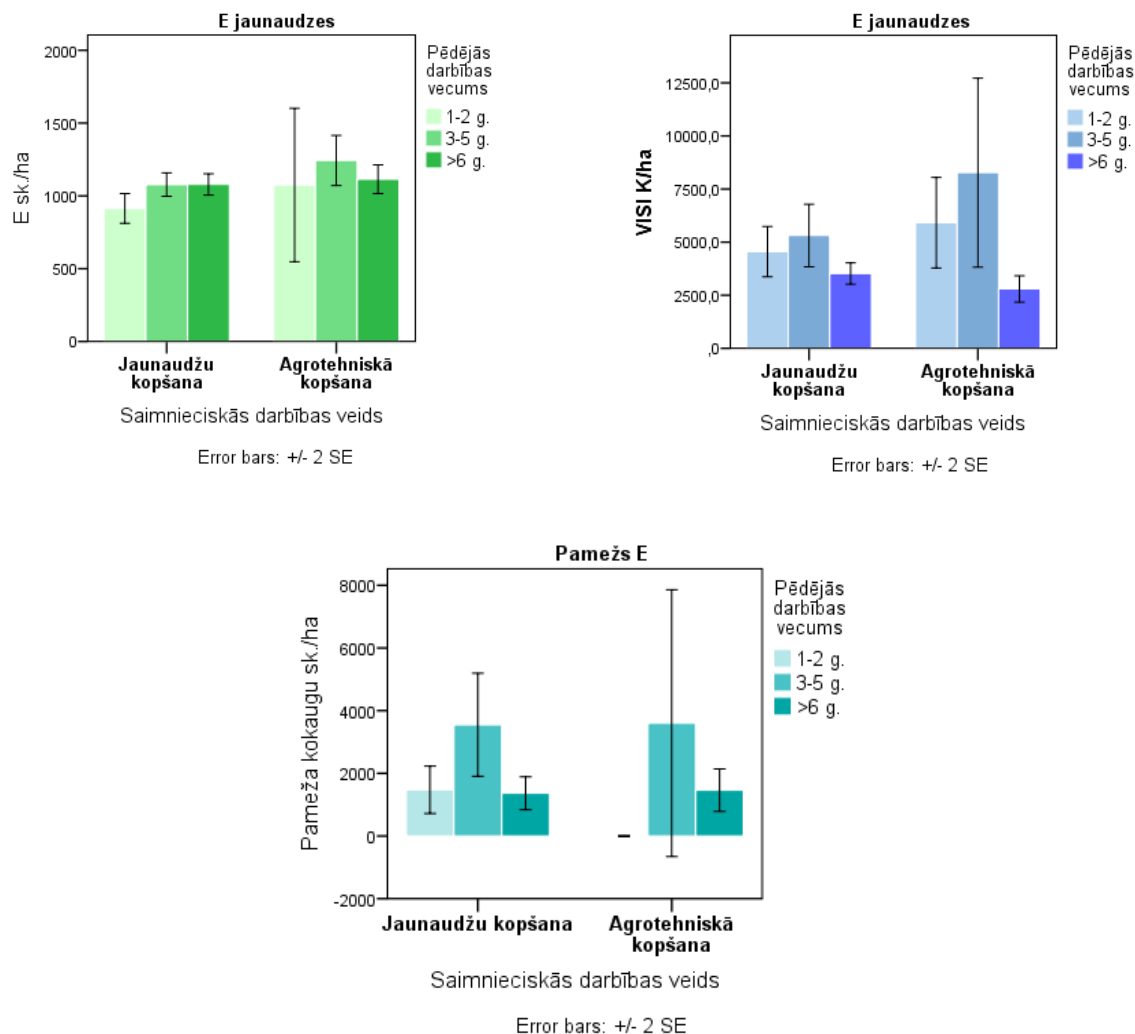 E jaunaudzes
E sk./ha
2000
1500
1000
500
0
Jaunaudžu
kopšana
Agrotehniskā
kopšana
Saimnieciskās darbības veids
Error bars: +/- 2 SE
Pēdējās
darbības
vecums
1-2 g.
3-5 g.
>6 g.
E jaunaudzes
VISI K/ha
12500,0
10000,0
7500,0
5000,0
2500,0
,0
Jaunaudžu
kopšana
Agrotehniskā
kopšana
Saimnieciskās darbības veids
Error bars: +/- 2 SE
Pēdējās
darbības
vecums
1-2 g.
3-5 g.
>6 g.
Pamežs E
Pameža kokaugu sk./ha
8000
6000
4000
2000
0
-2000
Jaunaudžu kopšana
Agrotehniskā
kopšana
Saimnieciskās darbības veids
Error bars: +/- 2 SE
Pēdējās
darbības
vecums
1-2 g.
3-5 g.
>6 g.